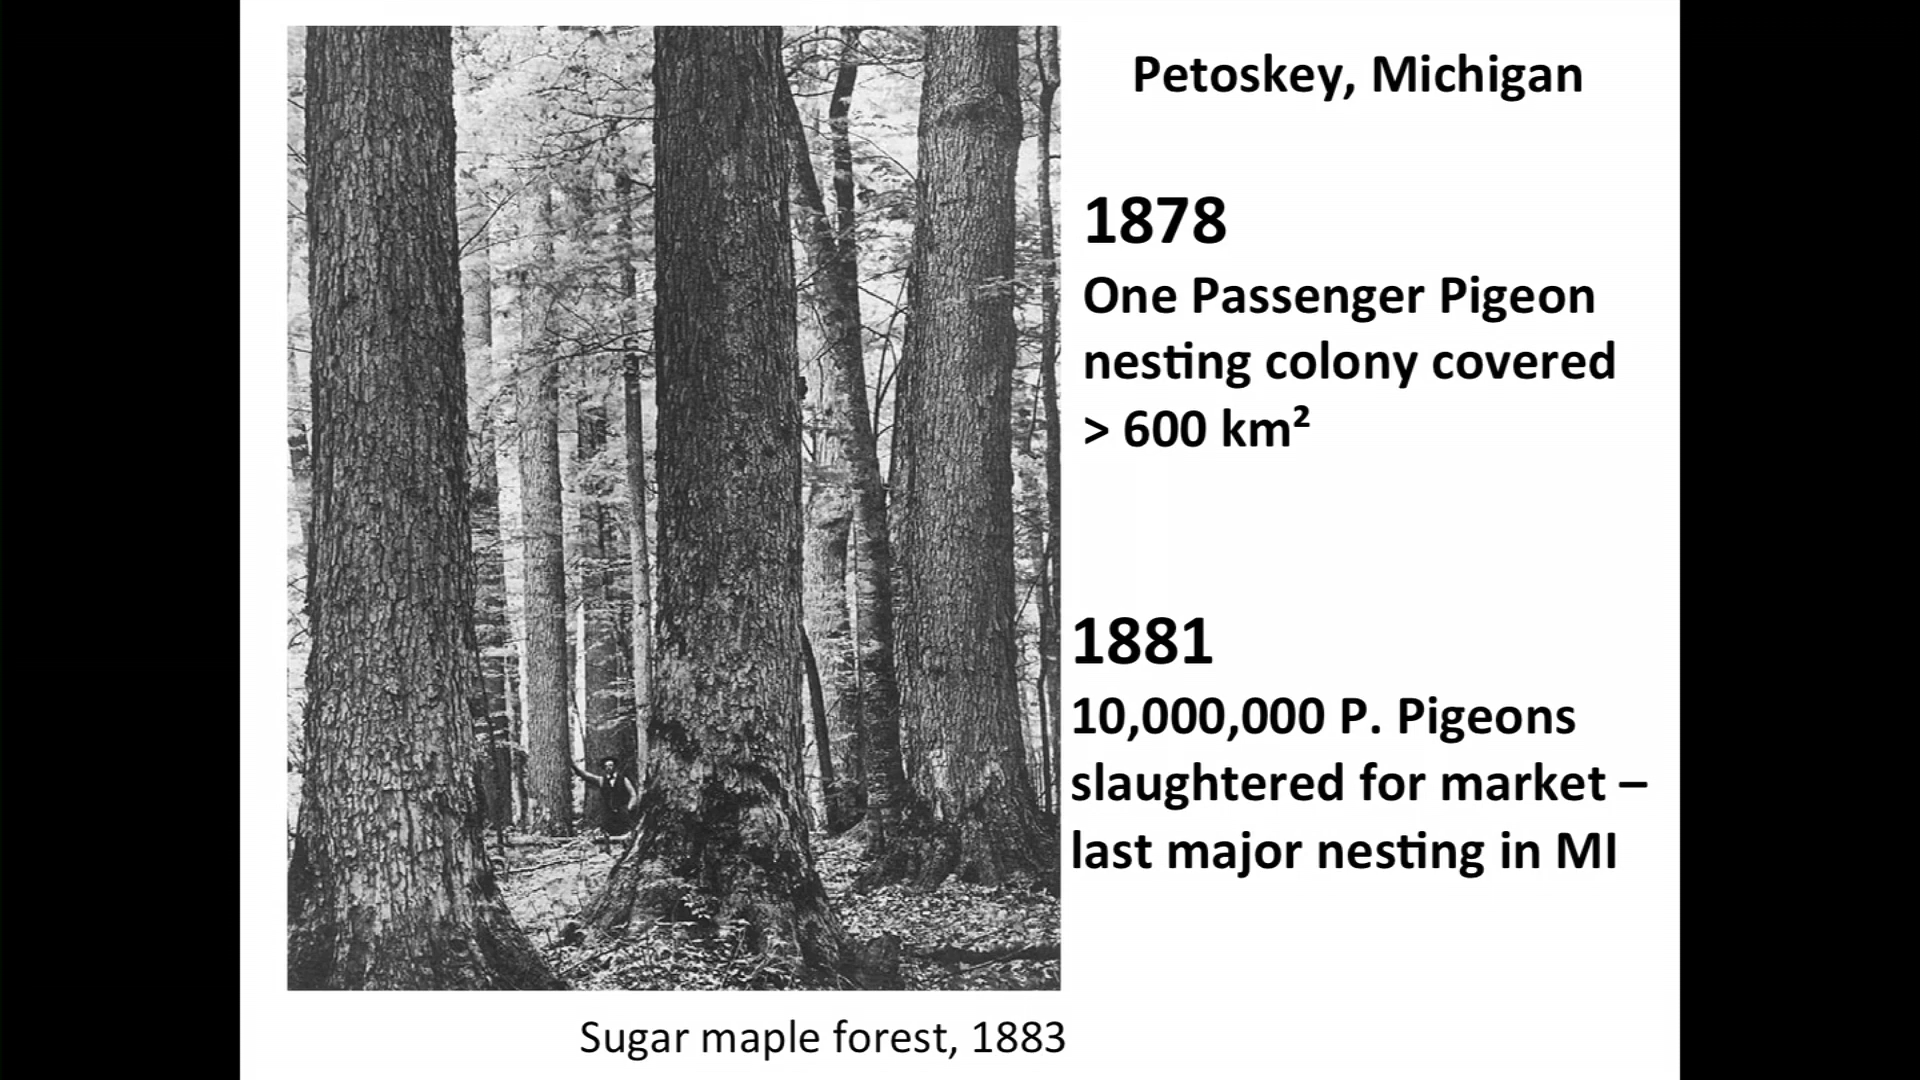 Petoskey, Michigan
1878
One Passenger Pigeon
nesting colony covered
> 600 km²
1881
10,000,000 P. Pigeons
slaughtered for market –
last major nesting in MI
Sugar maple forest, 1883